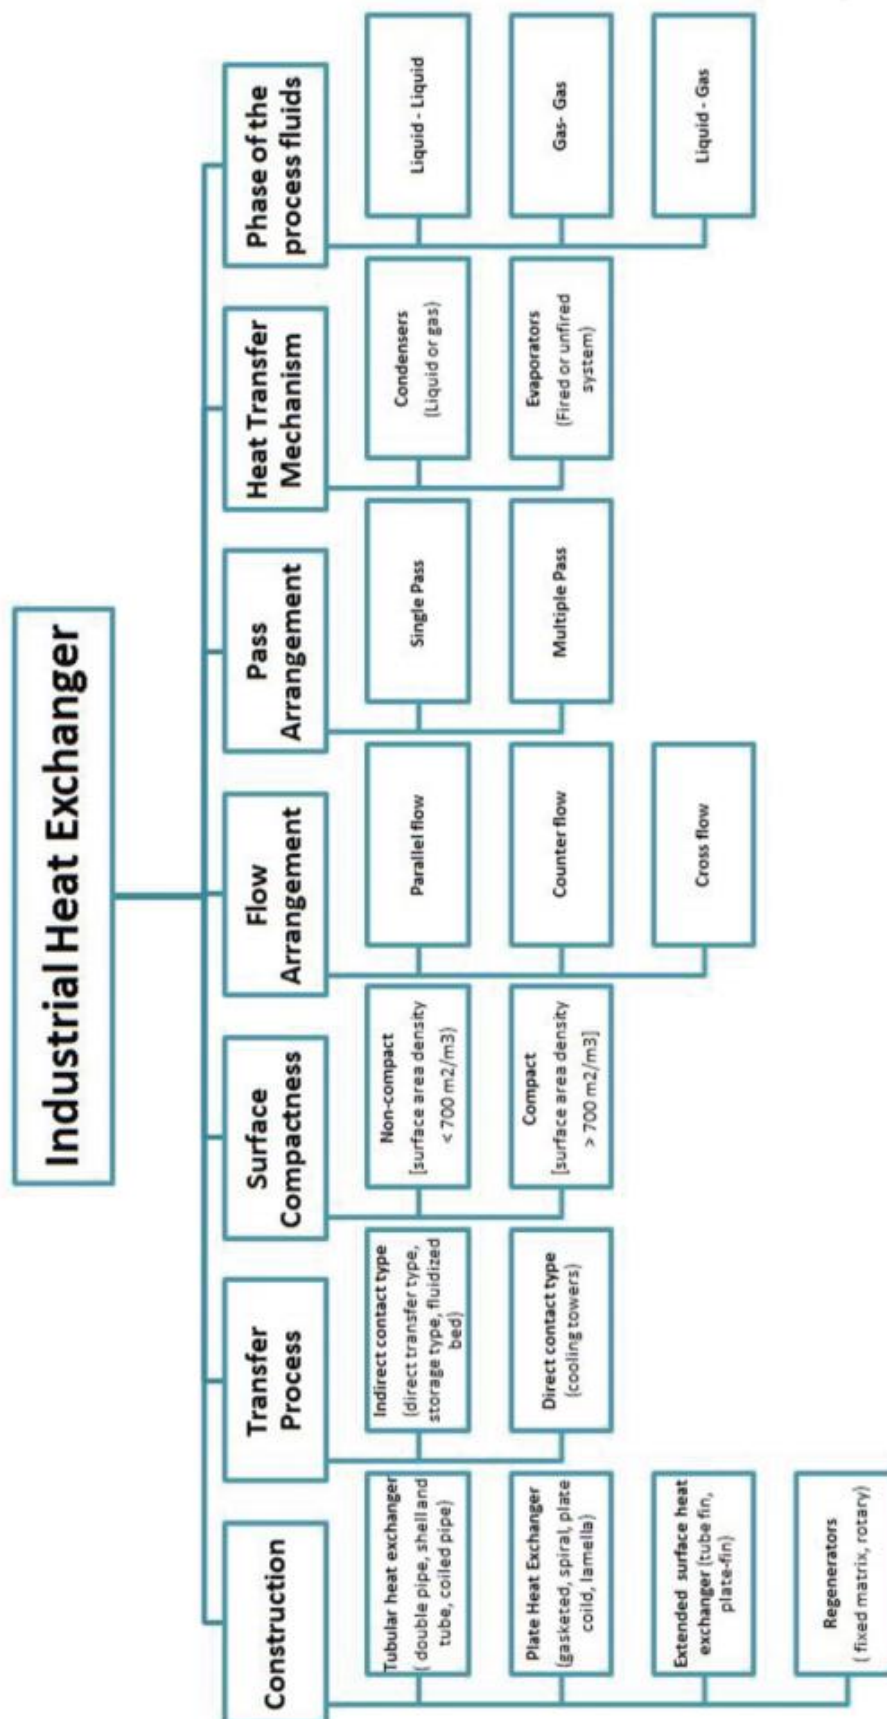 Industrial Heat Exchanger
Construction
Tubular heat exchanger
( double pipe, shell and
tube, coiled pipe)
Plate Heat Exchanger
(gasketed, spiral, plate
coild, lamella)
Extended surface heat
exchanger (tube fin,
plate-fin)
Regenerators
( fixed matrix, rotary)
Transfer
Process
Indirect contact type
(direct transfer type,
storage type, fluidized
bed)
Direct contact type
(cooling towers)
Surface
Compactness
Non-compact
[surface area density
< 700 m2/m3)
Compact
[surface area density
> 700 m2/m3]
Flow
Arrangement
Parallel flow
Counter flow
Cross flow
Pass
Arrangement
Single Pass
Multiple Pass
Heat Transfer
Mechanism
Condensers
(Liquid or gas)
Evaporators
(Fired or unfired
system)
Phase of the
process fluids
Liquid - Liquid
Gas- Gas
Liquid - Gas